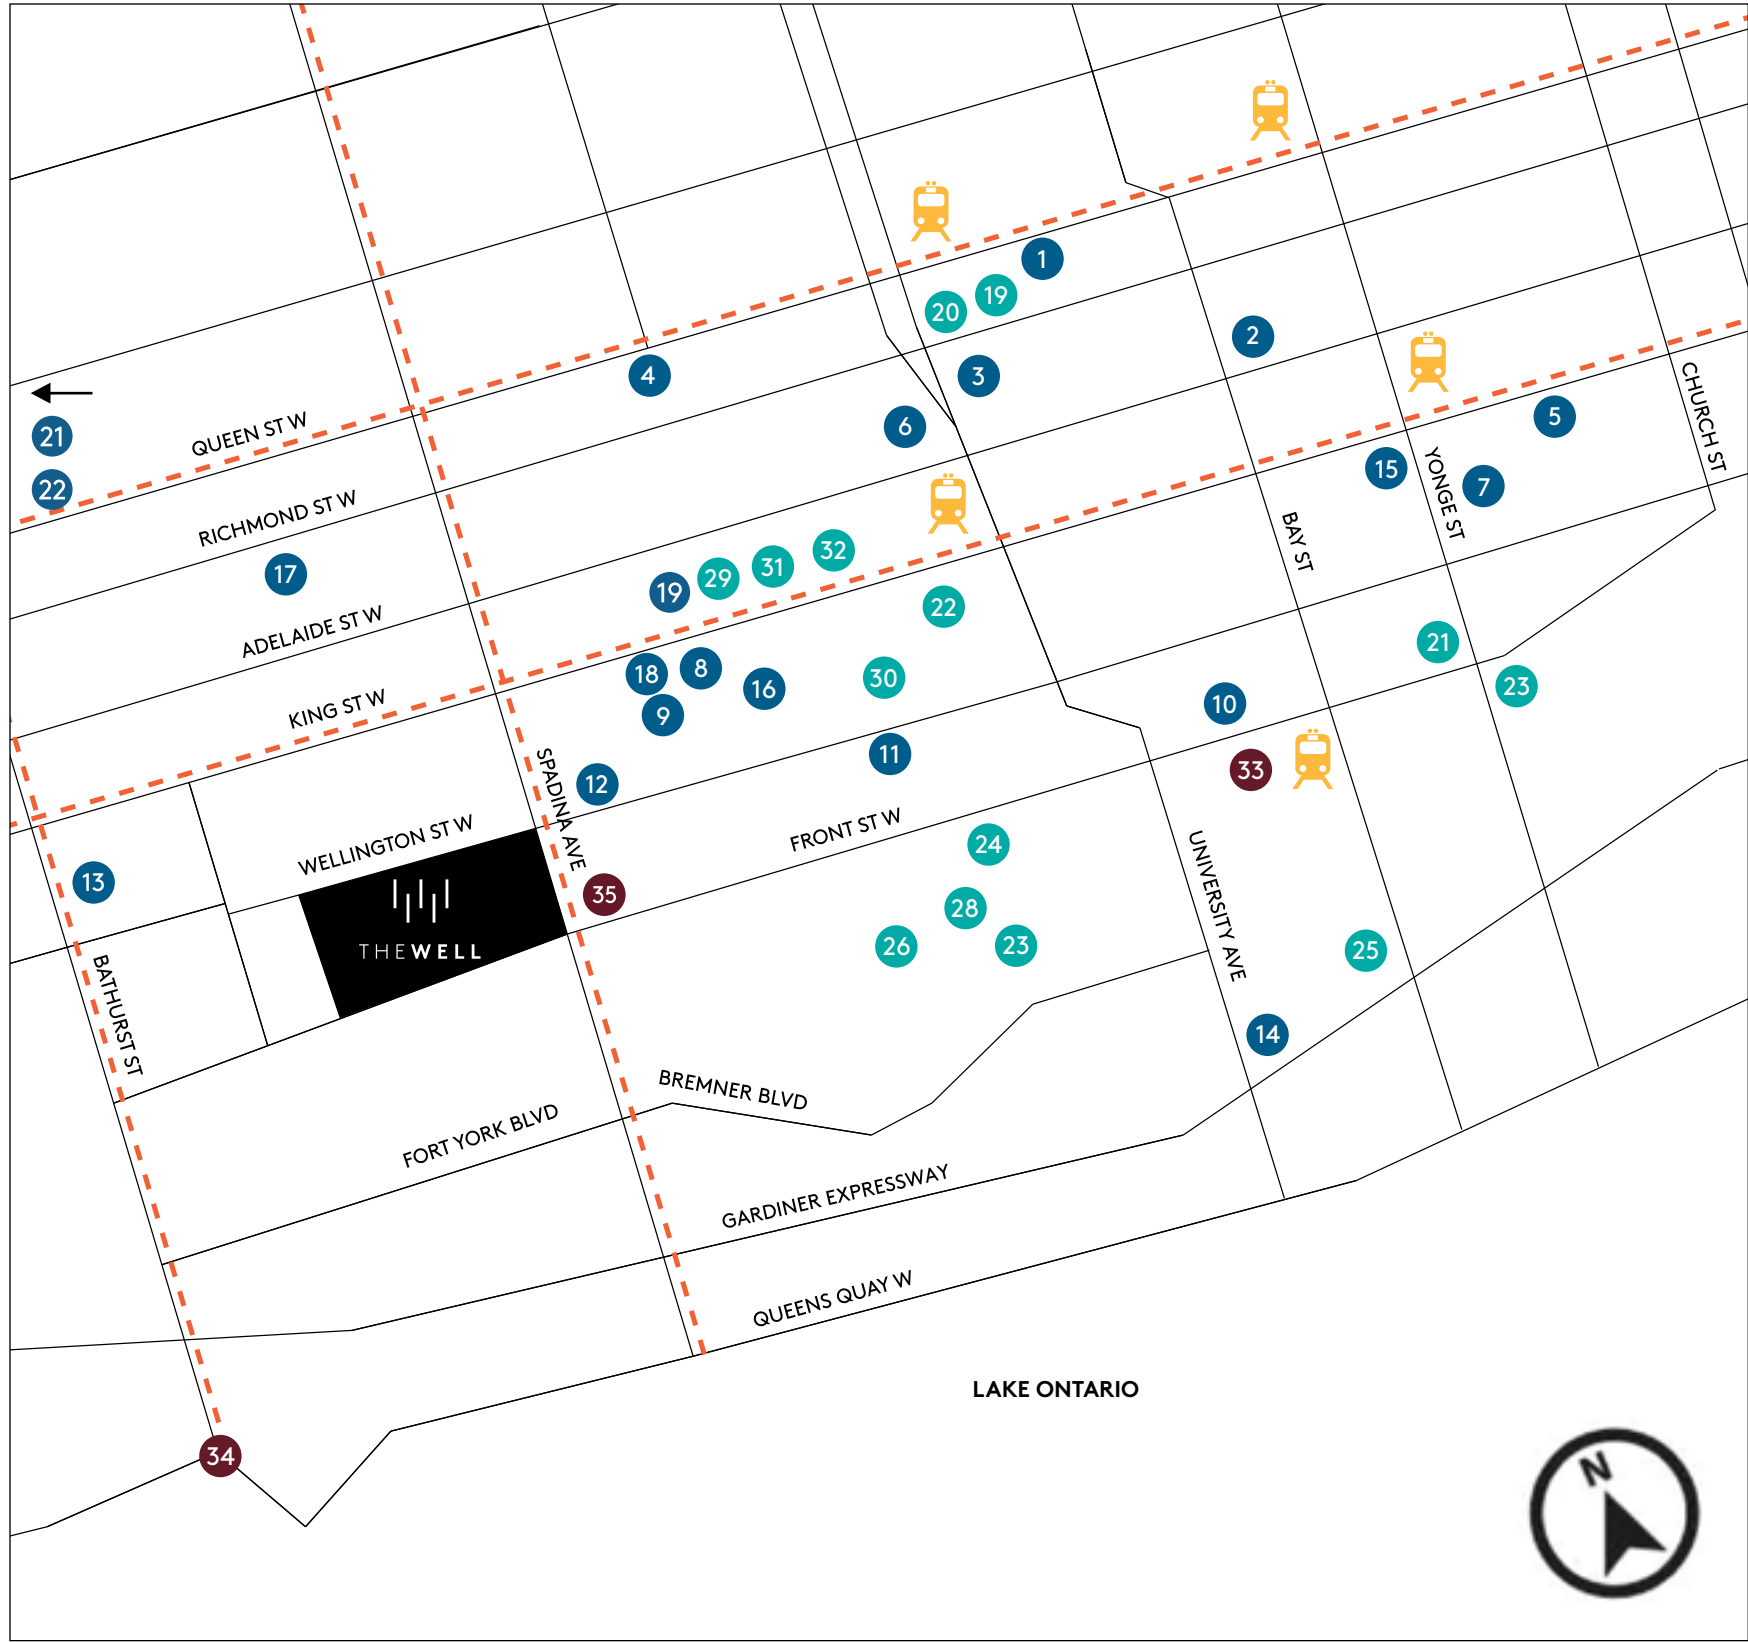 1
20
19
2
4
3
CHURCH ST
21
QUEEN ST W
6
5
22
RICHMOND ST W
15
YONGE ST
7
17
BAY ST
32
31
29
19
22
ADELAIDE ST W
21
18
8
16
30
23
KING ST W
9
10
11
33
SPADINA AVE
12
WELLINGTON ST W
FRONT ST W
24
13
35
UNIVERSITY AVE
THEWELL
28
26
23
25
BATHURST ST
14
BREMNER BLVD
FORT YORK BLVD
GARDINER EXPRESSWAY
QUEENS QUAY W
LAKE ONTARIO
34
N